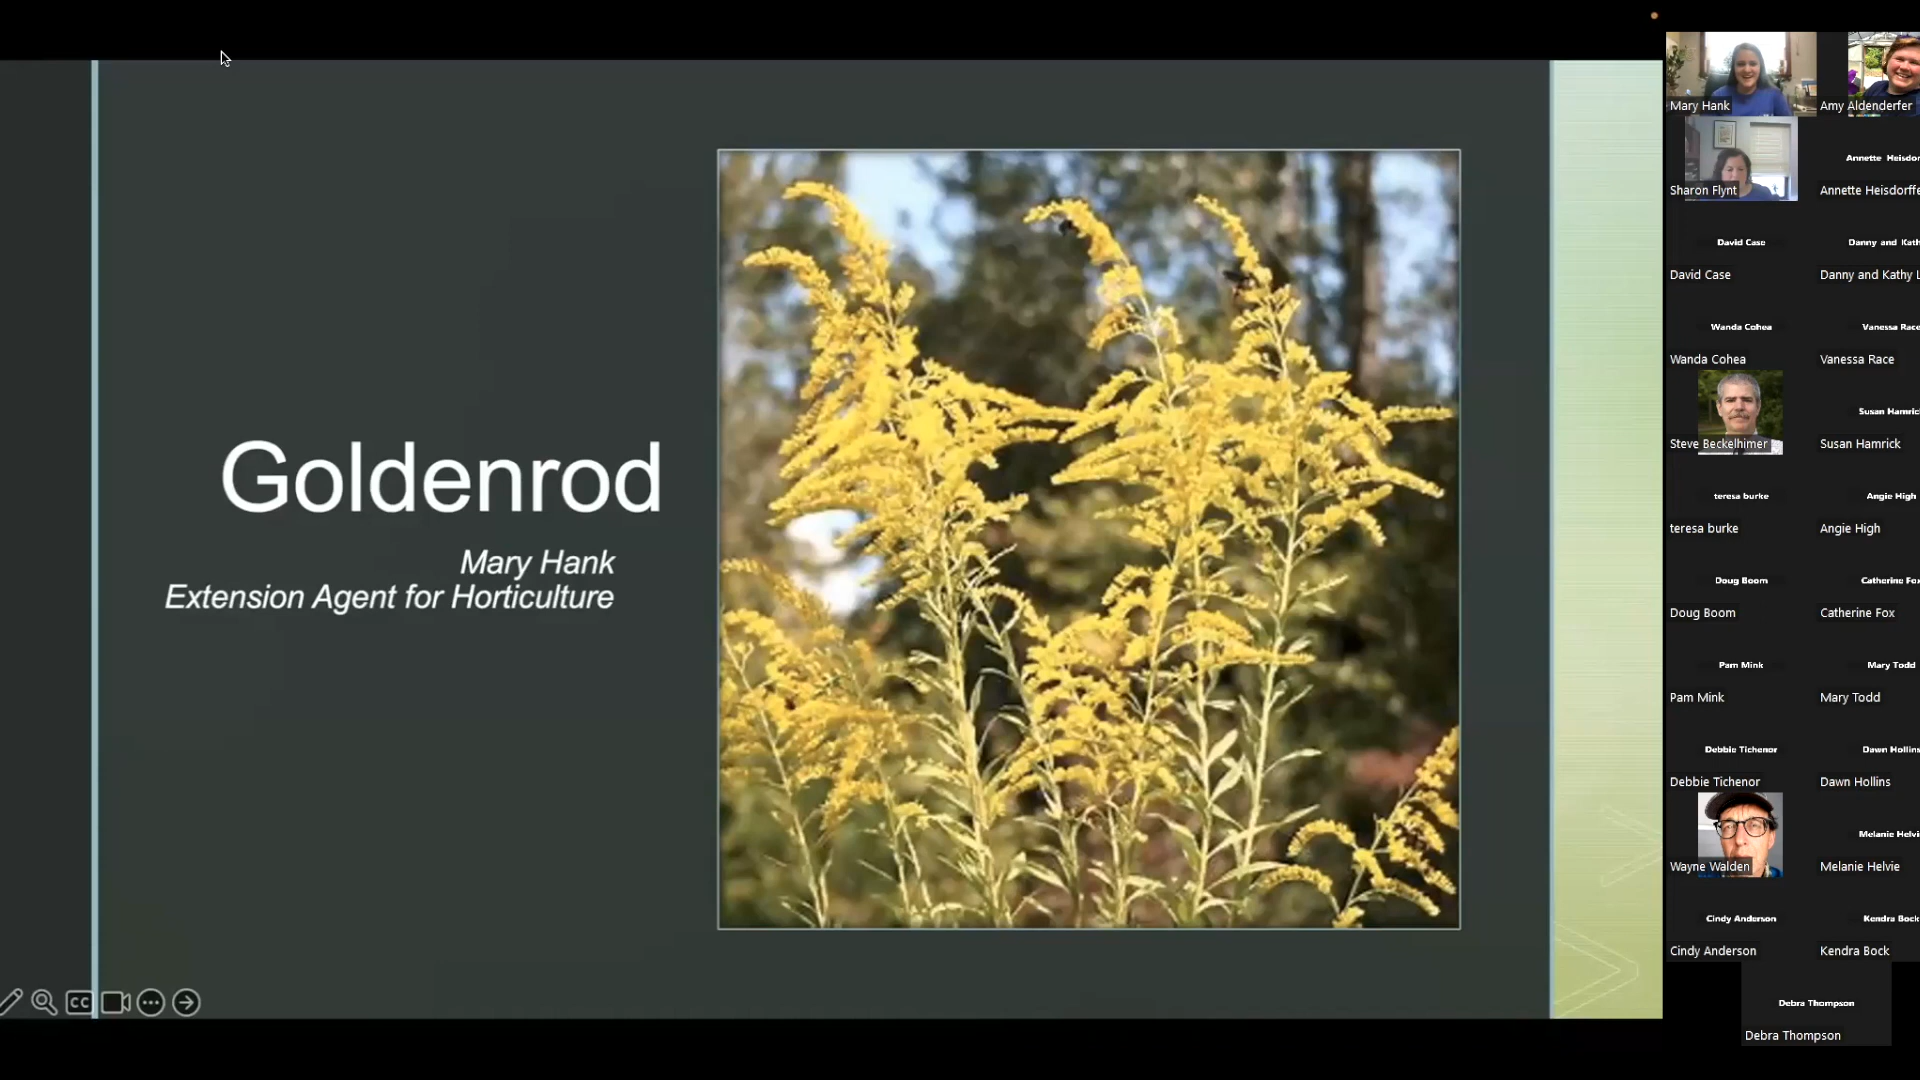 Goldenrod
Mary Hank
Extension Agent for Horticulture
CC
Mary Hank
Amy Aldenderfer
Sharon Flynt
Annette Heisdor
Annette Heisdorffe
David Case
David Case
Danny and Kath
Danny and Kathy L
Wanda Cohea
Wanda Cohea
Vanessa Race
Vanessa Race
Steve Beckelhimer
Susan Hamric
Susan Hamrick
teresa burke
teresa burke
Angie High
Angie High
Doug Boom
Doug Boom
Catherine Fox
Catherine Fox
Pam Mink
Pam Mink
Mary Todd
Mary Todd
Debbie Tichenor
Debbie Tichenor
Dawn Hollins
Dawn Hollins
Wayne Walden
Melanie Helvi
Melanie Helvie
Cindy Anderson
Cindy Anderson
Kendra Bock
Kendra Bock
Debra Thompson
Debra Thompson